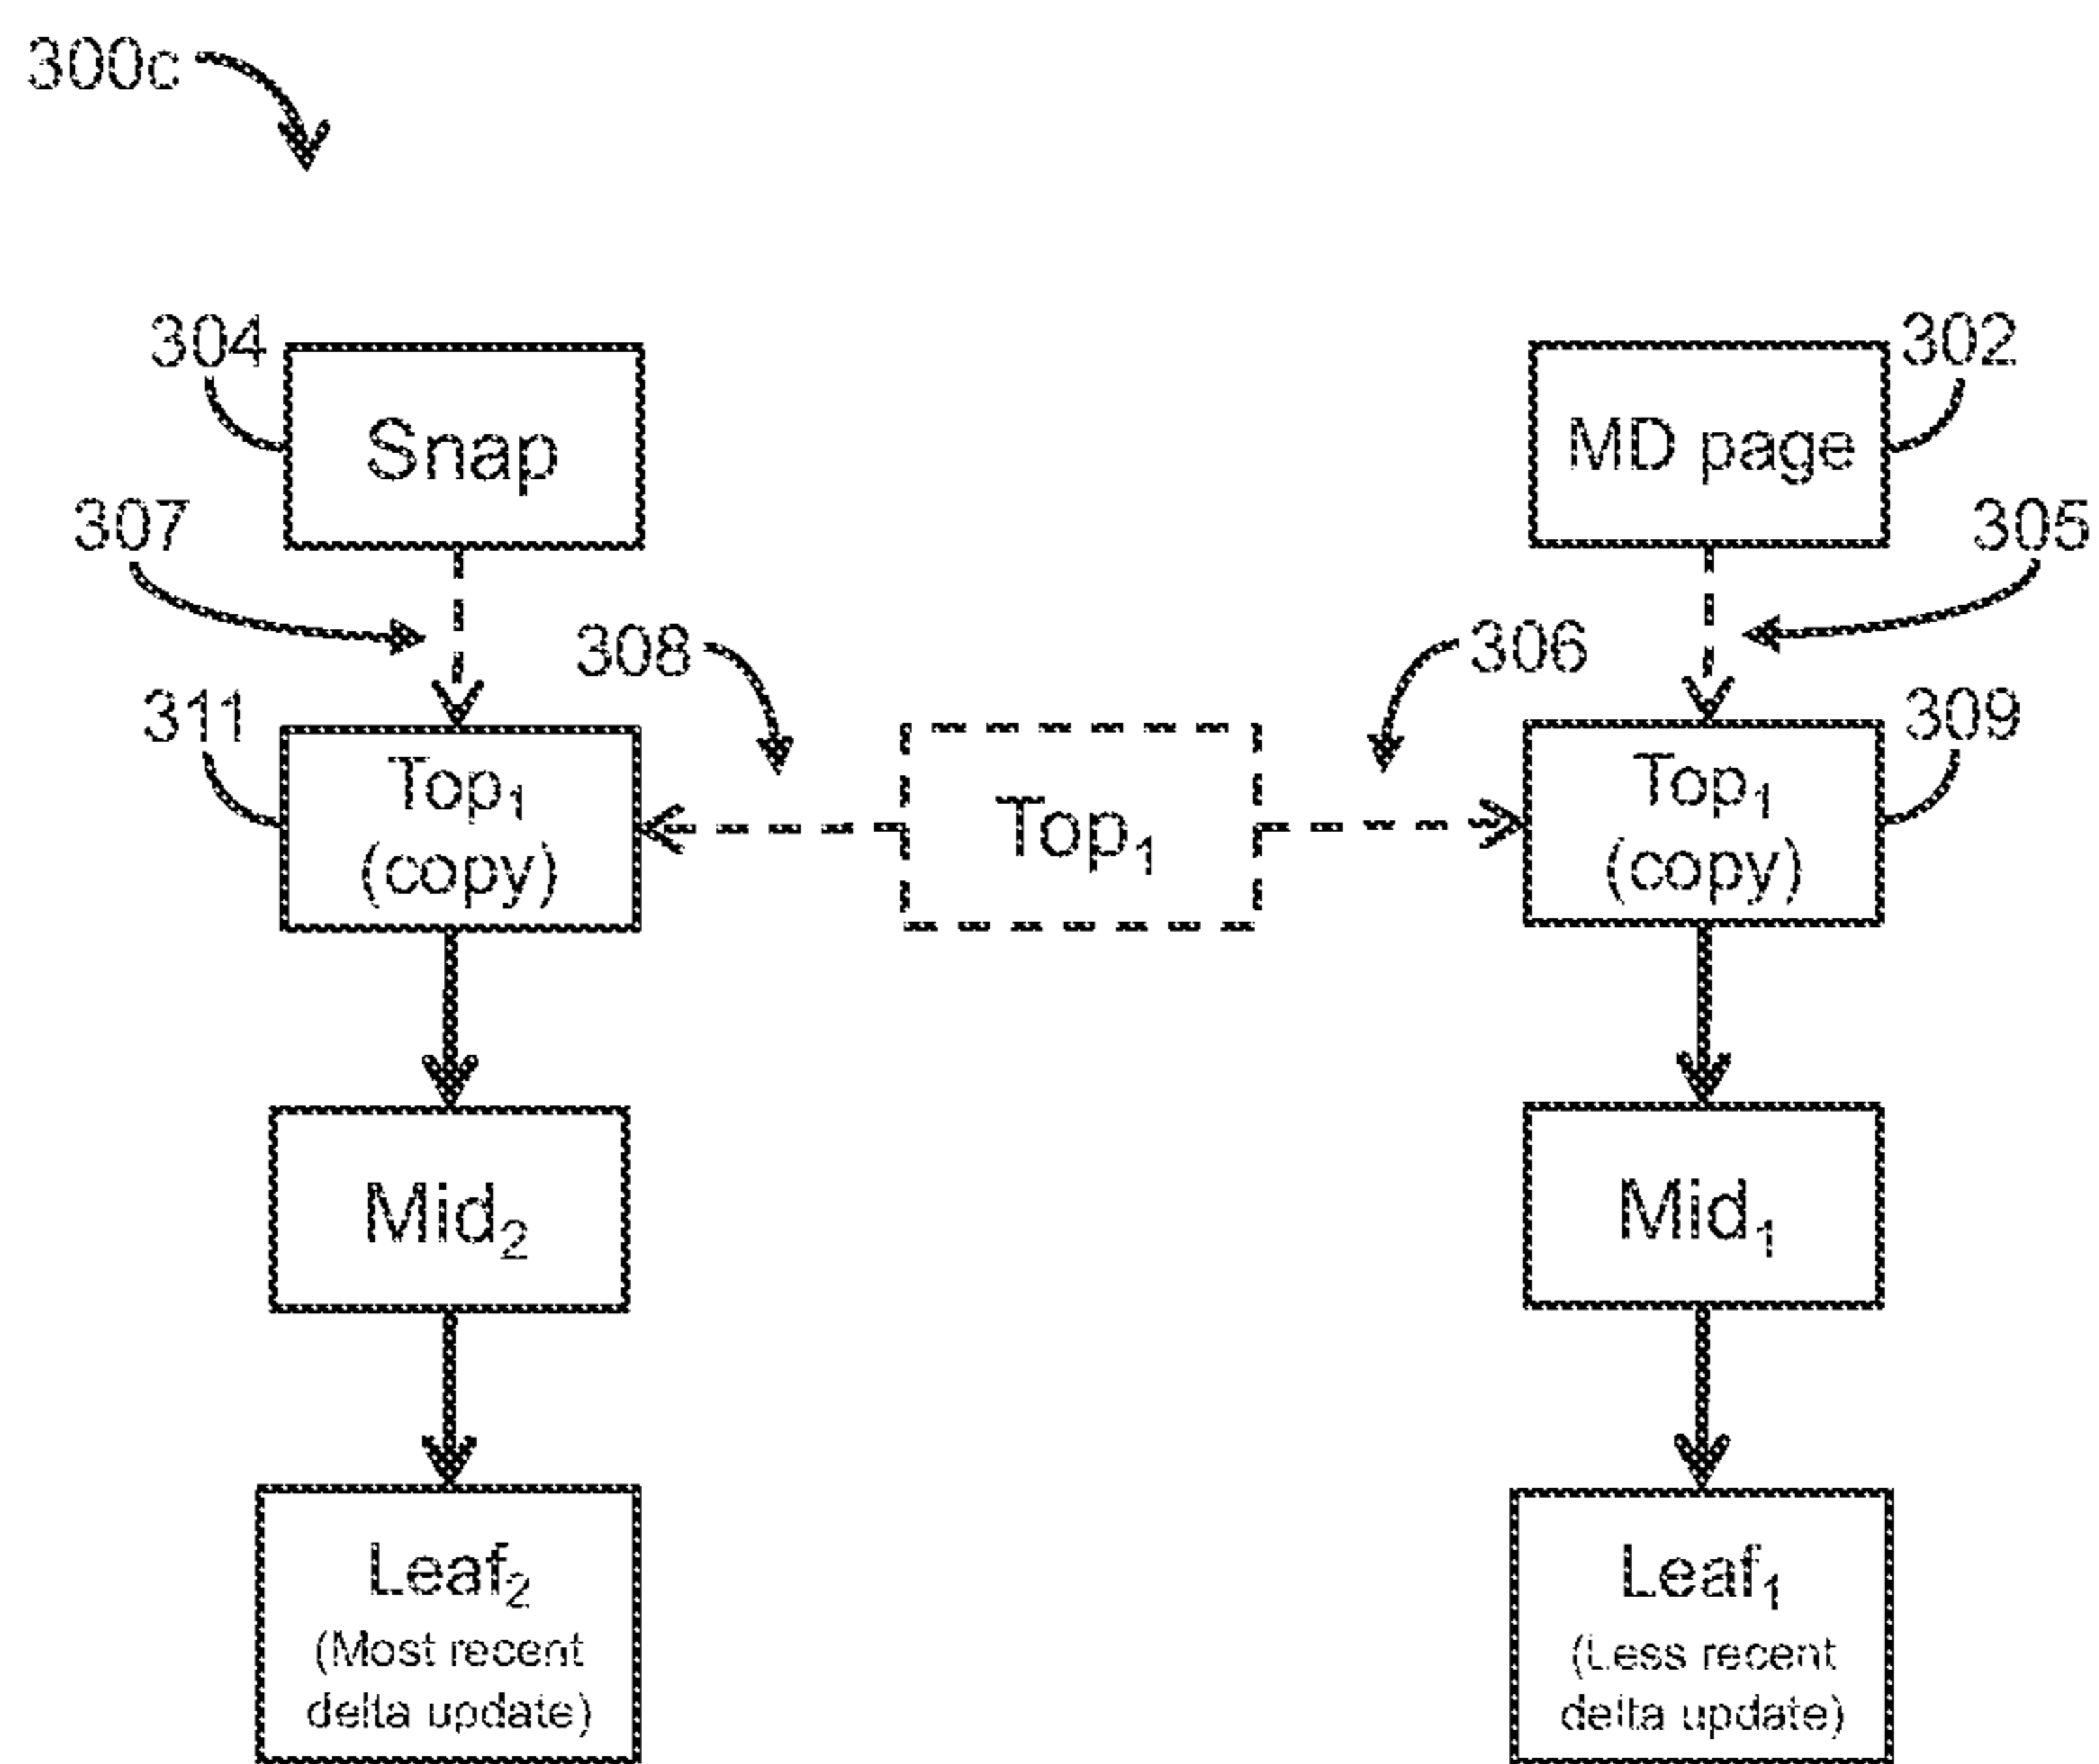 300c
304
Snap
MD page
302
307
305
308
306
311
Top₁
(copy)
Top₁
Top₁
(copy)
309
Mid₂
Mid₁
Leaf₂
(Most recent
delta update)
Leaf₁
(Less recent
delta update)